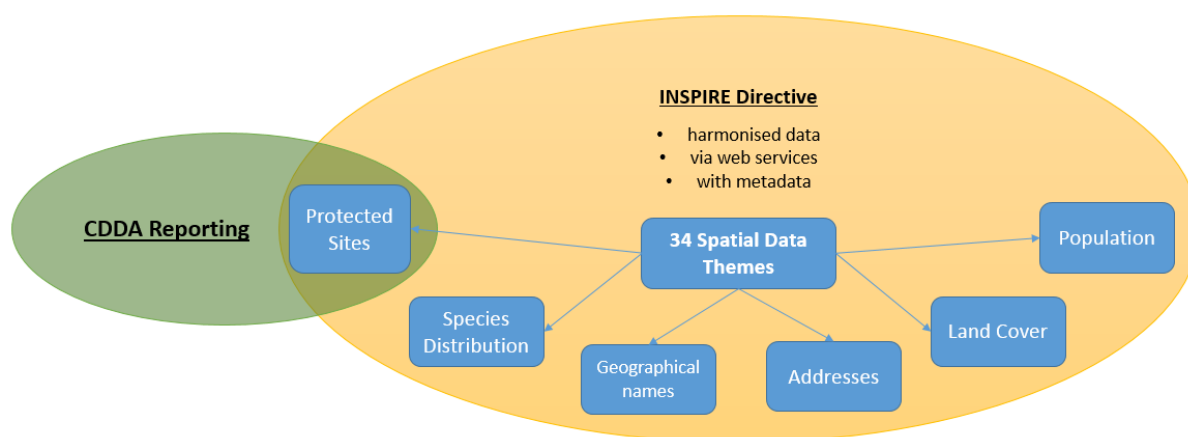 INSPIRE Directive
• harmonised data
• via web services
• with metadata
CDDA Reporting
Protected
Sites
34 Spatial Data
Themes
Population
Species
Distribution
Geographical
names
Addresses
Land Cover